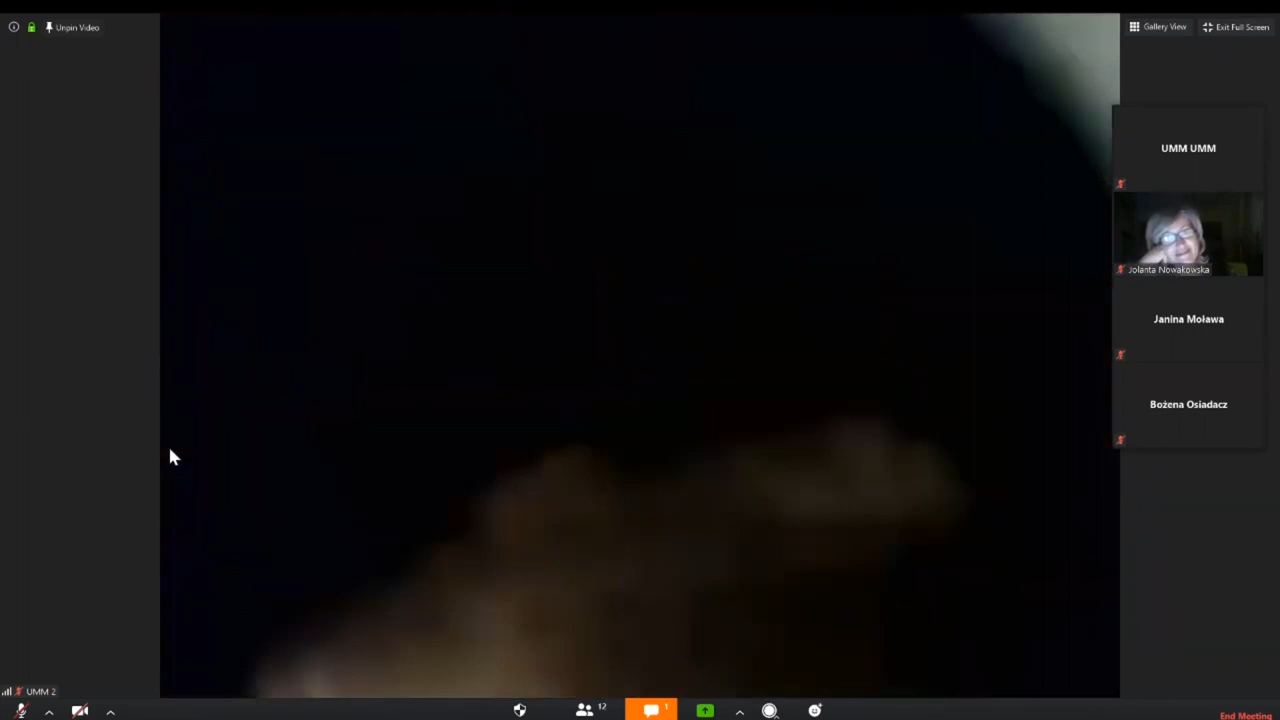 Unpin Video
Gallery View
Exit Full Screen
UMM UMM
Jolanta Nowakowska
Janina Moława
Bożena Osiadacz
UMM 2
12
1
End Meeting